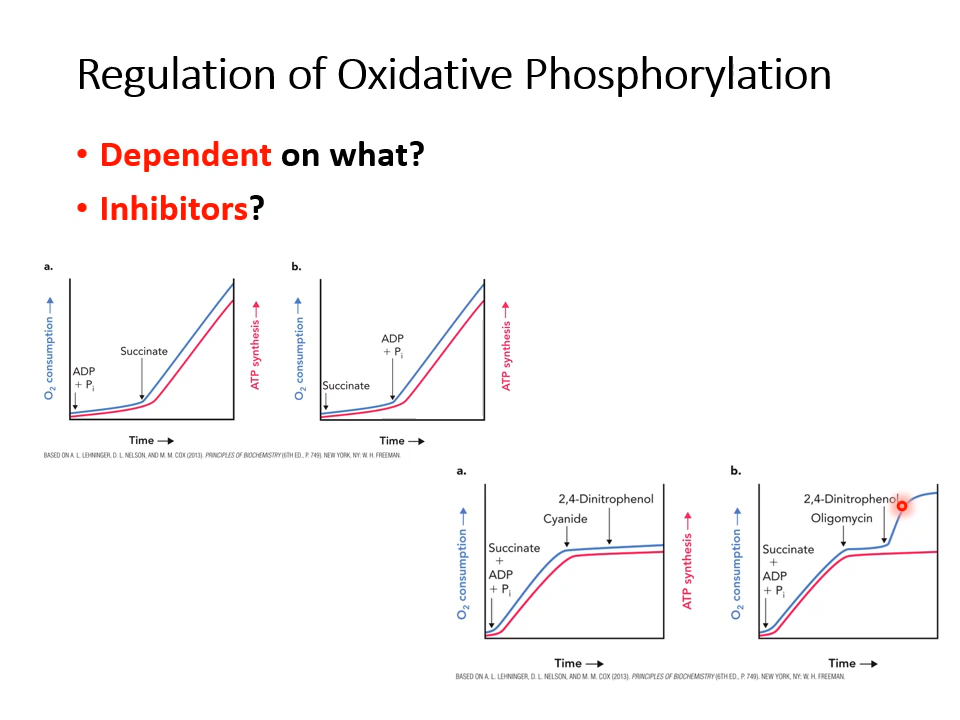 Regulation of Oxidative Phosphorylation
• Dependent on what?
• Inhibitors?
a.
O₂ consumption →
ADP
+ Pᵢ
Succinate
ATP synthesis →
Time →
b.
O₂ consumption →
Succinate
ADP
+ Pᵢ
ATP synthesis →
Time →
BASED ON A. L. LEHNINGER, D. L. NELSON, AND M. M. COX (2013). PRINCIPLES OF BIOCHEMISTRY (6TH ED., P. 749). NEW YORK, NY: W. H. FREEMAN.
a.
O₂ consumption →
Succinate
+
ADP
+ Pᵢ
Cyanide
2,4-Dinitrophenol
ATP synthesis →
Time →
b.
O₂ consumption →
Succinate
+
ADP
+ Pᵢ
2,4-Dinitrophenol
Oligomycin
Time →
BASED ON A. L. LEHNINGER, D. L. NELSON, AND M. M. COX (2013). PRINCIPLES OF BIOCHEMISTRY (6TH ED., P. 749). NEW YORK, NY: W. H. FREEMAN.